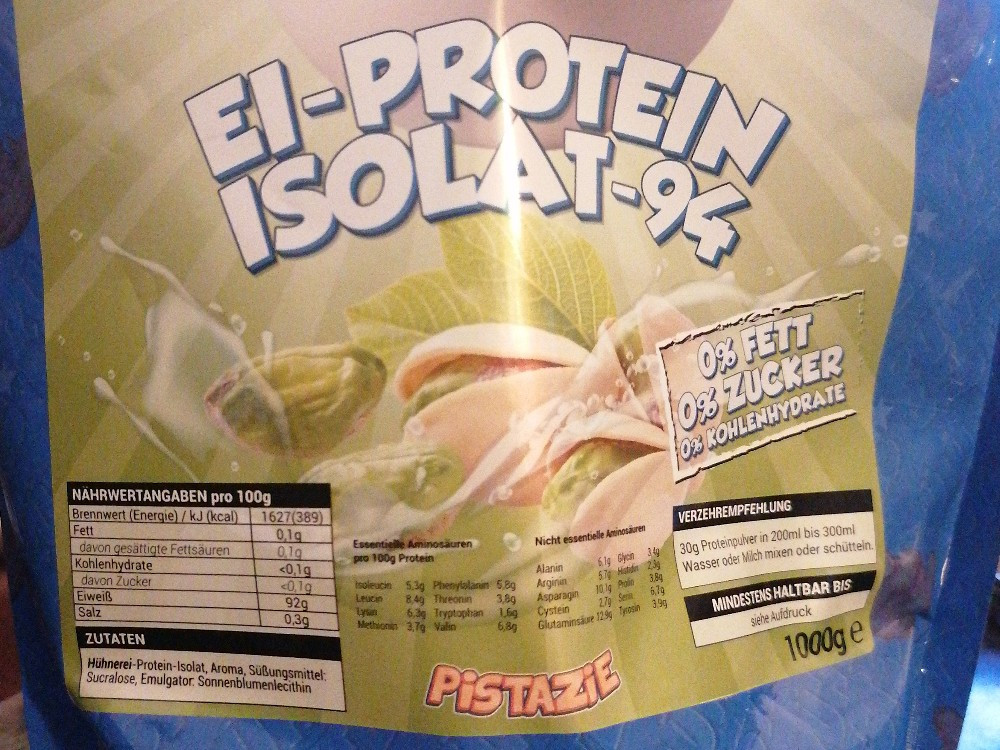 EI-PROTEIN
ISOLAT-94
0% FETT
0% ZUCKER
0% KOHLENHYDRATE
NÄHRWERTANGABEN pro 100g
Brennwert (Energie) / kJ (kcal) 1627(389)
Fett 0,1g
davon gesättigte Fettsäuren 0,1g
Kohlenhydrate <0,1g
davon Zucker <0,1g
Eiweiß 92g
Salz 0,3g
ZUTATEN
Hühnerei-Protein-Isolat, Aroma, Süßungsmittel:
Sucralose, Emulgator: Sonnenblumenlecithin
Essentielle Aminosäuren
pro 100g Protein
Isoleucin 5,3g Phenylalanin 5,8g
Leucin 8,4g Threonin 3,8g
Lysin 6,3g Tryptophan 1,6g
Methionin 3,7g Valin 6,8g
Nicht essentielle Aminosäuren
Alanin 6,1g Glycin 3,4g
Arginin 5,7g Histidin 2,3g
Asparagin 10,1g Prolin 3,8g
Cystein 2,7g Serin 6,7g
Glutaminsäure 12,9g Tyrosin 3,9g
VERZEHREMPFEHLUNG
30g Proteinpulver in 200ml bis 300ml
Wasser oder Milch mixen oder schütteln.
MINDESTENS HALTBAR BIS
siehe Aufdruck
1000g e
PISTAZIE